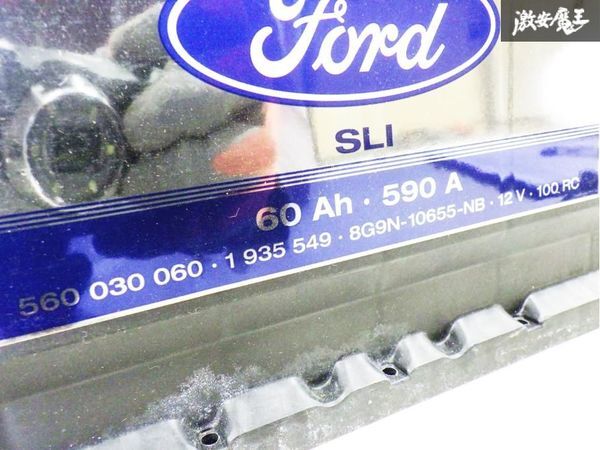 激安魔王
Ford
SLI
60 Ah · 590 A
560 030 060 · 1 935 549 · 8G9N-10655-NB · 12 V · 100 RC